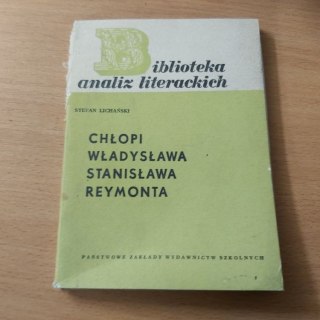 Biblioteka
analiz literackich
STEFAN LICHAŃSKI
CHŁOPI
WŁADYSŁAWA
STANISŁAWA
REYMONTA
PAŃSTWOWE ZAKŁADY WYDAWNICTW SZKOLNYCH